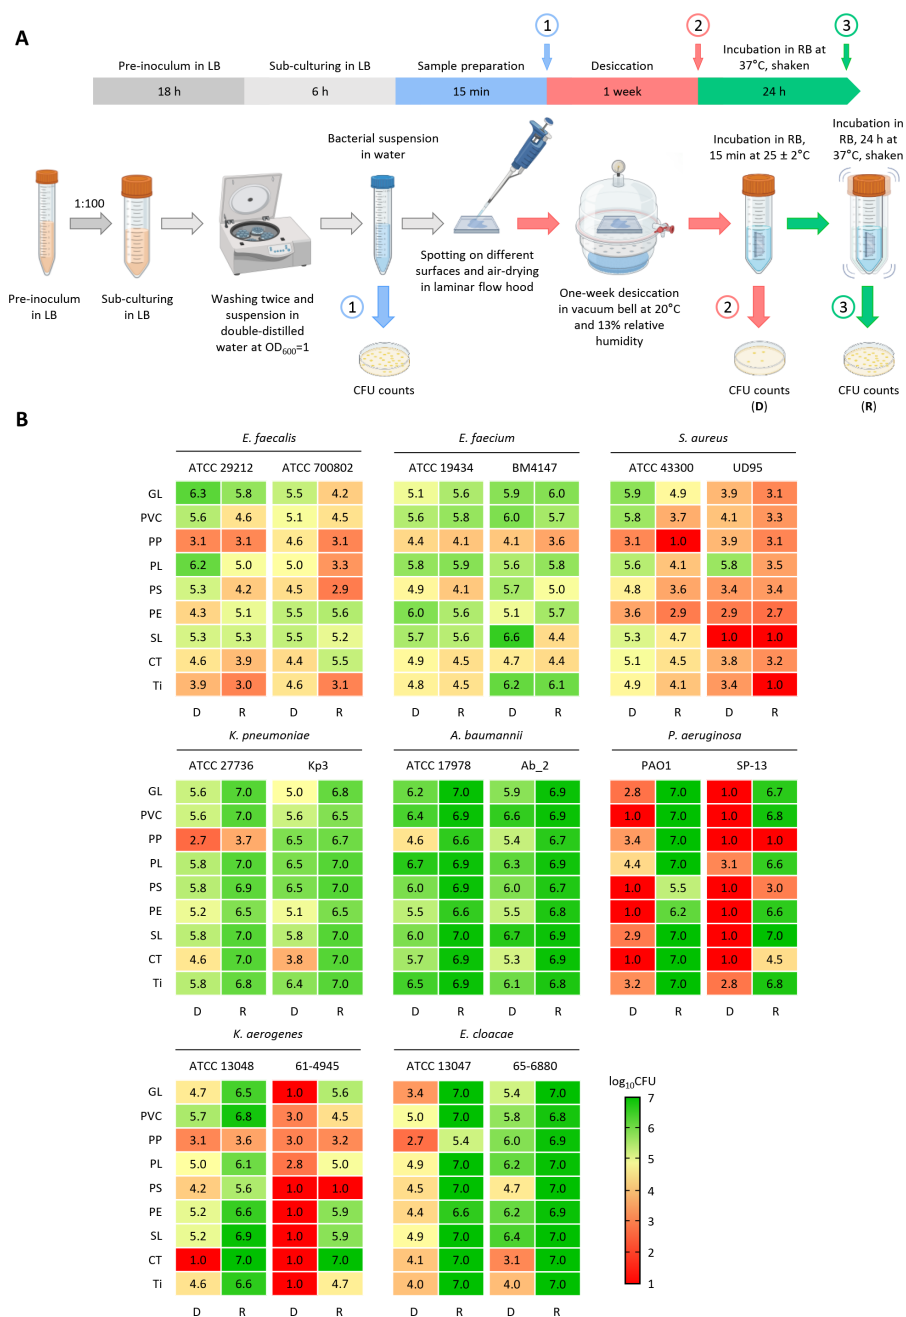 A
1 2 3
Pre-inoculum in LB Sub-culturing in LB Sample preparation Desiccation Incubation in RB at
37°C, shaken
18 h 6 h 15 min 1 week 24 h
Bacterial suspension
in water
Incubation in RB,
15 min at 25 ± 2°C
Incubation in
RB, 24 h at
37°C, shaken
1:100
Pre-inoculum
in LB
Sub-culturing
in LB
Washing twice and
suspension in
double-distilled
water at OD600=1
Spotting on different
surfaces and air-drying
in laminar flow hood
One-week desiccation
in vacuum bell at 20°C
and 13% relative
humidity
1 2 3
CFU counts
CFU counts
(D)
CFU counts
(R)
B
E. faecalis E. faecium S. aureus
ATCC 29212 ATCC 700802 ATCC 19434 BM4147 ATCC 43300 UD95
GL 6.3 5.8 5.5 4.2 5.1 5.6 5.9 6.0 5.9 4.9 3.9 3.1
PVC 5.6 4.6 5.1 4.5 5.6 5.8 6.0 5.7 5.8 3.7 4.1 3.3
PP 3.1 3.1 4.6 3.1 4.4 4.1 4.1 3.6 3.1 1.0 3.9 3.1
PL 6.2 5.0 5.0 3.3 5.8 5.9 5.6 5.8 5.6 4.1 5.8 3.5
PS 5.3 4.2 4.5 2.9 4.9 4.1 5.7 5.0 4.8 3.6 3.4 3.4
PE 4.3 5.1 5.5 5.6 6.0 5.6 5.1 5.7 3.6 2.9 2.9 2.7
SL 5.3 5.3 5.5 5.2 5.7 5.6 6.6 4.4 5.3 4.7 1.0 1.0
CT 4.6 3.9 4.4 5.5 4.9 4.5 4.7 4.4 5.1 4.5 3.8 3.2
Ti 3.9 3.0 4.6 3.1 4.8 4.5 6.2 6.1 4.9 4.1 3.4 1.0
D R D R D R D R D R D R
K. pneumoniae A. baumannii P. aeruginosa
ATCC 27736 Kp3 ATCC 17978 Ab_2 PAO1 SP-13
GL 5.6 7.0 5.0 6.8 6.2 7.0 5.9 6.9 2.8 7.0 1.0 6.7
PVC 5.6 7.0 5.6 6.5 6.4 6.9 6.6 6.9 1.0 7.0 1.0 6.8
PP 2.7 3.7 6.5 6.7 4.6 6.6 5.4 6.7 3.4 7.0 1.0 1.0
PL 5.8 7.0 6.5 7.0 6.7 6.9 6.3 6.9 4.4 7.0 3.1 6.6
PS 5.8 6.9 6.5 7.0 6.0 6.9 6.0 6.7 1.0 5.5 1.0 3.0
PE 5.2 6.5 5.1 6.5 5.5 6.6 5.5 6.8 1.0 6.2 1.0 6.6
SL 5.8 7.0 5.8 7.0 6.0 7.0 6.7 6.9 2.9 7.0 1.0 7.0
CT 4.6 7.0 3.8 7.0 5.7 6.9 5.3 6.9 1.0 7.0 1.0 4.5
Ti 5.8 6.8 6.4 7.0 6.5 6.9 6.1 6.8 3.2 7.0 2.8 6.8
D R D R D R D R D R D R
K. aerogenes E. cloacae
ATCC 13048 61-4945 ATCC 13047 65-6880
GL 4.7 6.5 1.0 5.6 3.4 7.0 5.4 7.0
PVC 5.7 6.8 3.0 4.5 5.0 7.0 5.8 6.8
PP 3.1 3.6 3.0 3.2 2.7 5.4 6.0 6.9
PL 5.0 6.1 2.8 5.0 4.9 7.0 6.2 7.0
PS 4.2 5.6 1.0 1.0 4.5 7.0 4.7 7.0
PE 5.2 6.6 1.0 5.9 4.4 6.6 6.2 6.9
SL 5.2 6.9 1.0 5.9 4.9 7.0 6.4 7.0
CT 1.0 7.0 1.0 7.0 4.1 7.0 3.1 7.0
Ti 4.6 6.6 1.0 4.7 4.0 7.0 4.0 7.0
D R D R D R D R
log10CFU
7
6
5
4
3
2
1